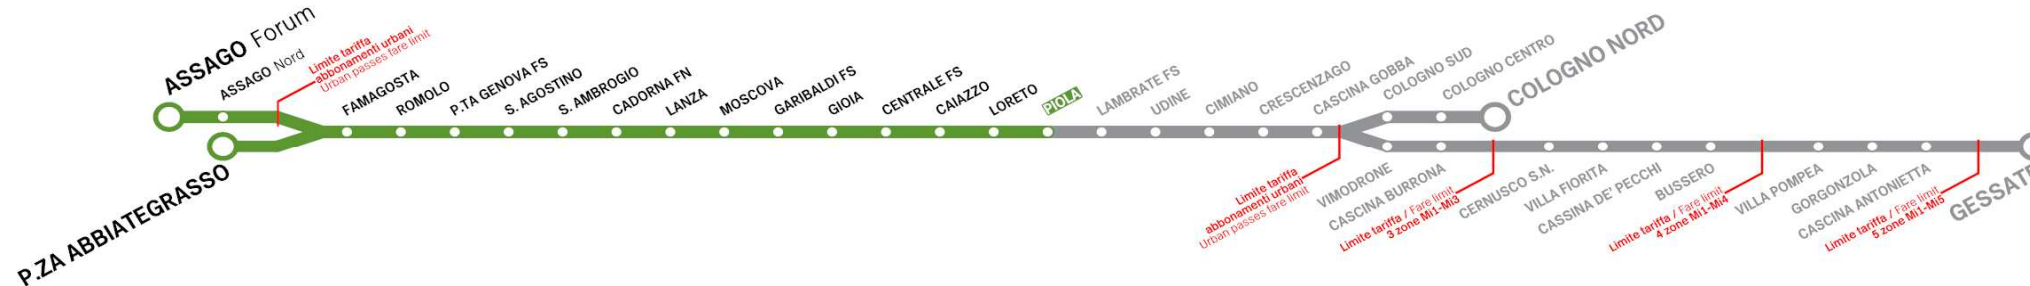 ASSAGO Forum
ASSAGO Nord
Limite tariffa
abbonamenti urbani
Urban passes fare limit
P.ZA ABBIATEGRASSO
FAMAGOSTA
ROMOLO
P.TA GENOVA FS
S. AGOSTINO
S. AMBROGIO
CADORNA FN
LANZA
MOSCOVA
GARIBALDI FS
GIOIA
CENTRALE FS
CAIAZZO
LORETO
PIOLA
LAMBRATE FS
UDINE
CIMIANO
CRESCENZAGO
CASCINA GOBBA
COLOGNO SUD
COLOGNO CENTRO
COLOGNO NORD
Limite tariffa
abbonamenti urbani
Urban passes fare limit
VIMODRONE
CASCINA BURRONA
Limite tariffa / Fare limit
3 zone Mi1-Mi3
CERNUSCO S.N.
VILLA FIORITA
CASSINA DE' PECCHI
BUSSERO
Limite tariffa / Fare limit
4 zone Mi1-Mi4
VILLA POMPEA
GORGONZOLA
CASCINA ANTONIETTA
Limite tariffa / Fare limit
5 zone Mi1-Mi5
GESSATE